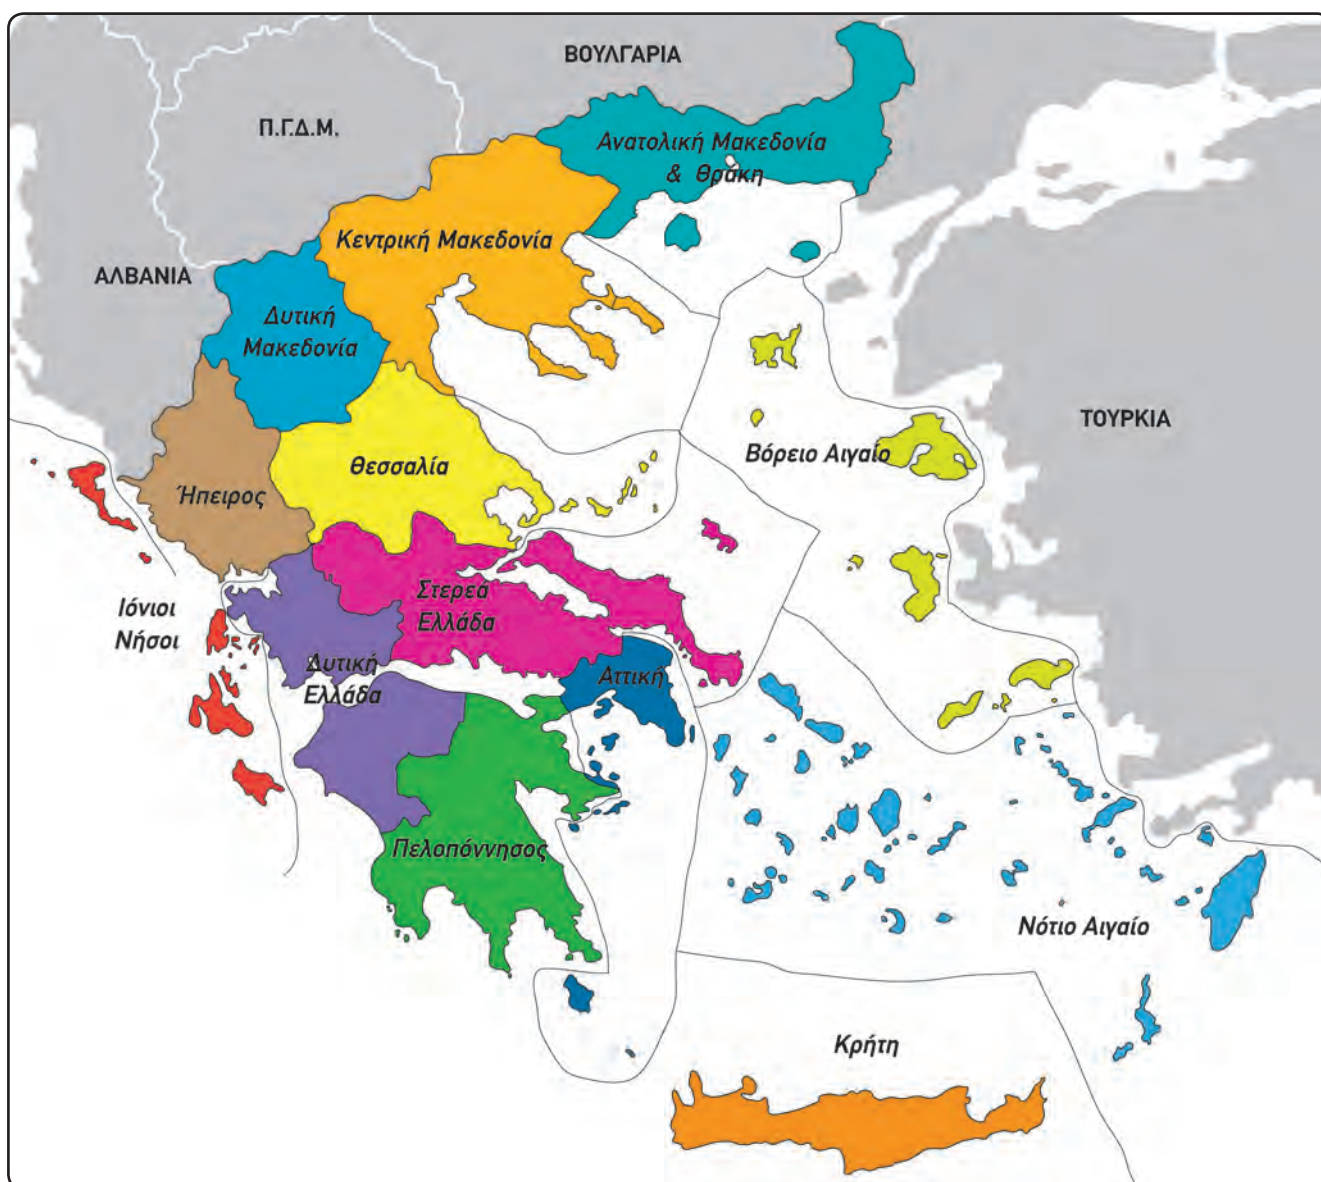 ΒΟΥΛΓΑΡΙΑ
Π.Γ.Δ.Μ.
Ανατολική Μακεδονία
& Θράκη
Κεντρική Μακεδονία
ΑΛΒΑΝΙΑ
Δυτική
Μακεδονία
ΤΟΥΡΚΙΑ
Βόρειο Αιγαίο
Θεσσαλία
Ήπειρος
Στερεά
Ελλάδα
Ιόνιοι
Νήσοι
Δυτική
Ελλάδα
Αττική
Πελοπόννησος
Νότιο Αιγαίο
Κρήτη